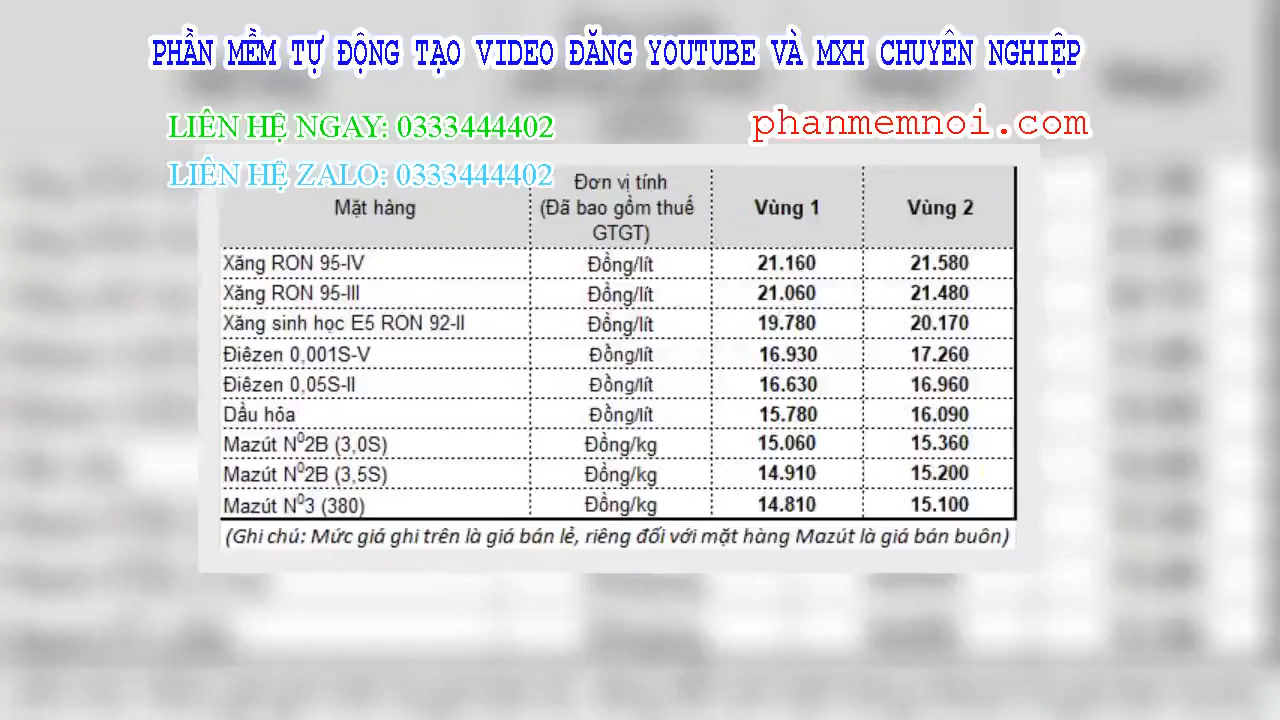 PHẦN MỀM TỰ ĐỘNG TẠO VIDEO ĐĂNG YOUTUBE VÀ MXH CHUYÊN NGHIỆP
LIÊN HỆ NGAY: 0333444402
phanmemnoi.com
LIÊN HỆ ZALO: 0333444402
Mặt hàng Đơn vị tính (Đã bao gồm thuế GTGT) Vùng 1 Vùng 2
Xăng RON 95-IV Đồng/lít 21.160 21.580
Xăng RON 95-III Đồng/lít 21.060 21.480
Xăng sinh học E5 RON 92-II Đồng/lít 19.780 20.170
Điêzen 0,001S-V Đồng/lít 16.930 17.260
Điêzen 0,05S-II Đồng/lít 16.630 16.960
Dầu hỏa Đồng/lít 15.780 16.090
Mazút N⁰2B (3,0S) Đồng/kg 15.060 15.360
Mazút N⁰2B (3,5S) Đồng/kg 14.910 15.200
Mazút N⁰3 (380) Đồng/kg 14.810 15.100
(Ghi chú: Mức giá ghi trên là giá bán lẻ, riêng đối với mặt hàng Mazút là giá bán buôn)